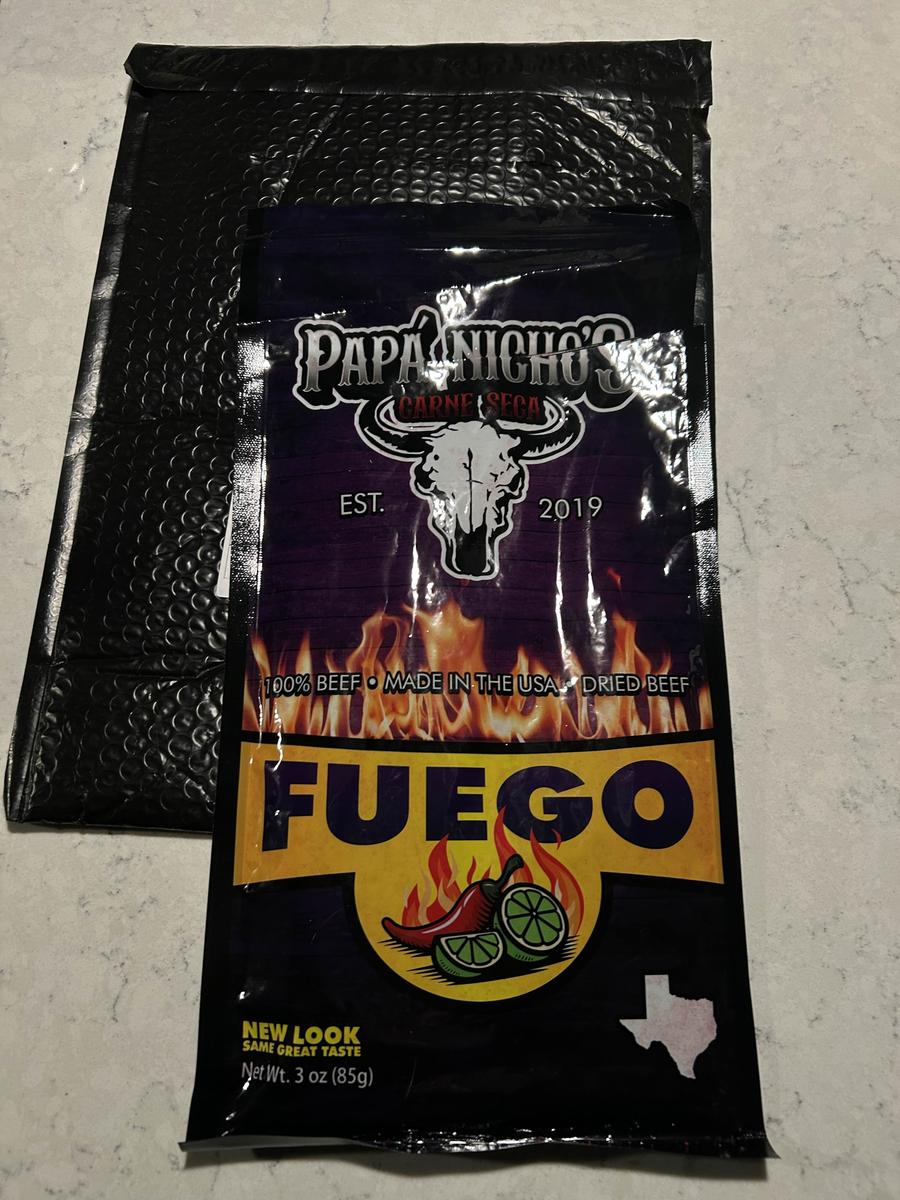 PAPÁ NICHO'S
CARNE SECA
EST. 2019
100% BEEF • MADE IN THE USA • DRIED BEEF
FUEGO
NEW LOOK
SAME GREAT TASTE
Net Wt. 3 oz (85g)